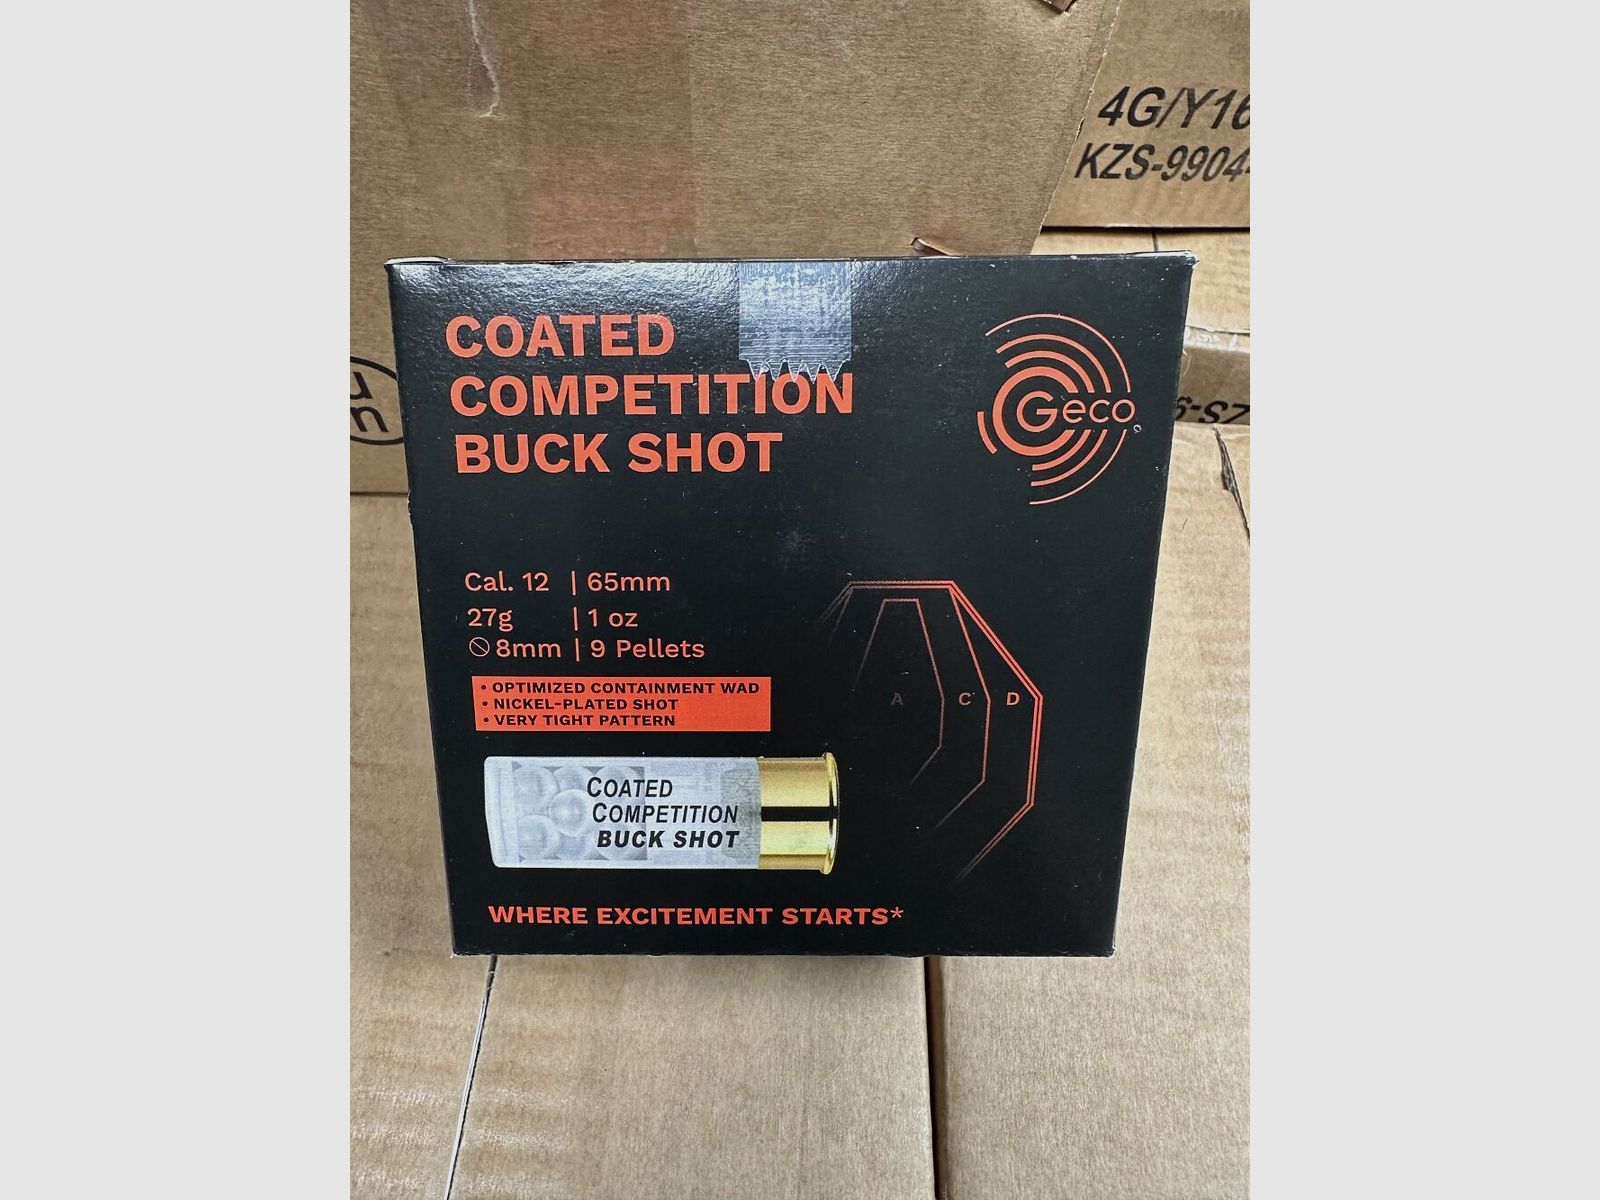 4G/Y16
KZS-9904
COATED
COMPETITION
BUCK SHOT
Geco
Cal. 12 | 65mm
27g | 1 oz
⌀ 8mm | 9 Pellets
• OPTIMIZED CONTAINMENT WAD
• NICKEL-PLATED SHOT
• VERY TIGHT PATTERN
A C D
COATED
COMPETITION
BUCK SHOT
WHERE EXCITEMENT STARTS*